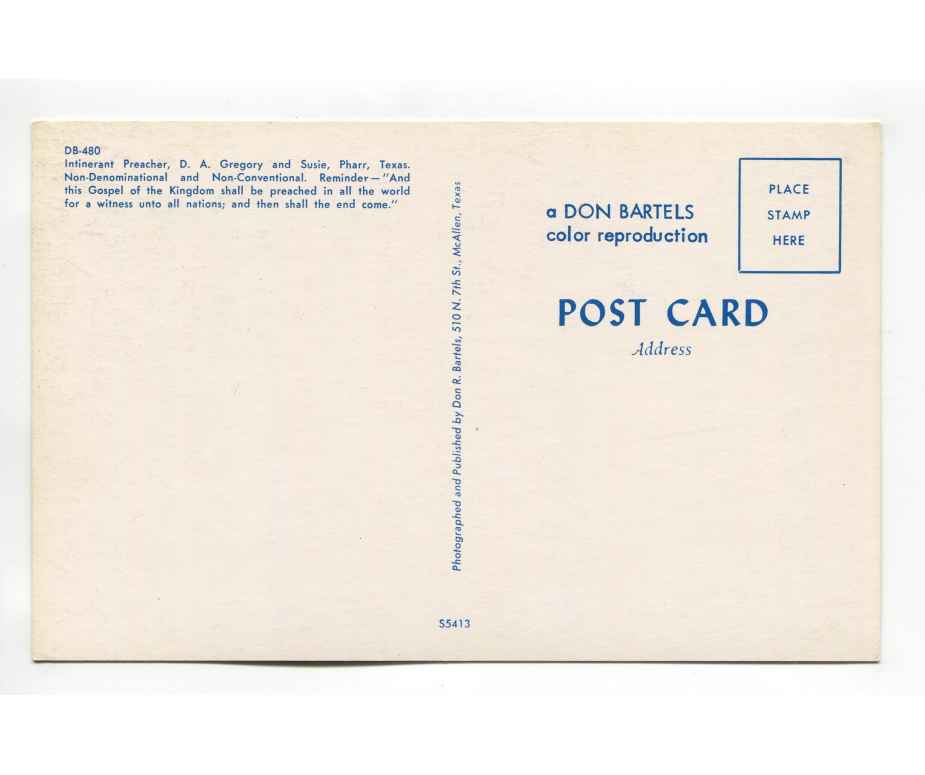 DB-480
Intinerant Preacher, D. A. Gregory and Susie, Pharr, Texas.
Non-Denominational and Non-Conventional. Reminder—"And
this Gospel of the Kingdom shall be preached in all the world
for a witness unto all nations; and then shall the end come."
Photographed and Published by Don R. Bartels, 510 N. 7th St., McAllen, Texas
S5413
a DON BARTELS
color reproduction
PLACE
STAMP
HERE
POST CARD
Address